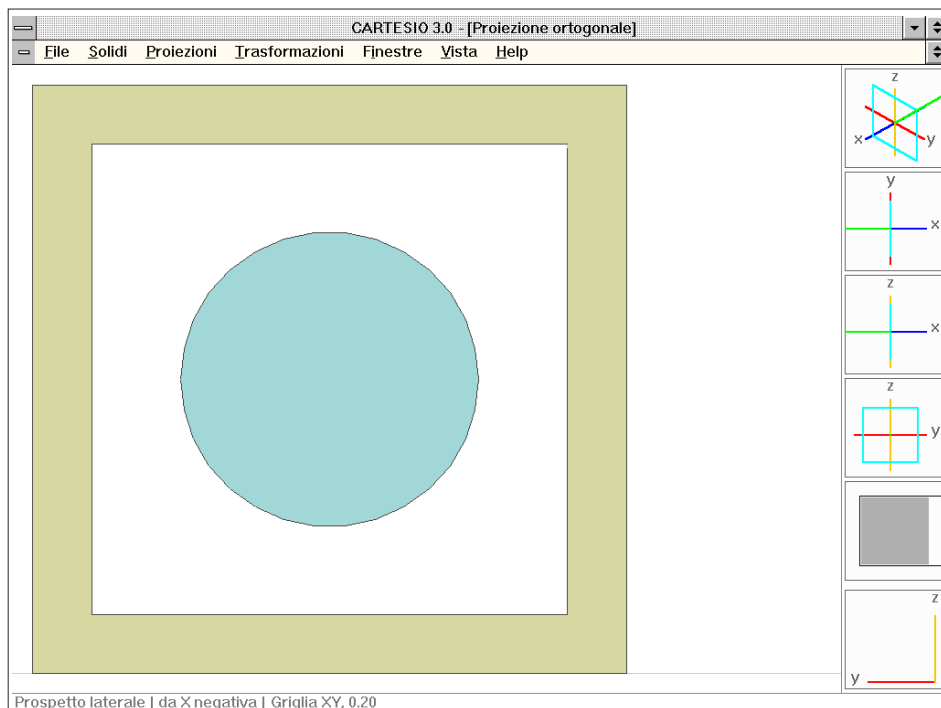 CARTESIO 3.0 - [Proiezione ortogonale]
File Solidi Proiezioni Trasformazioni Finestre Vista Help
z
x y
y
x
z
x
z
y
z
y
Prospetto laterale | da X negativa | Griglia XY, 0.20